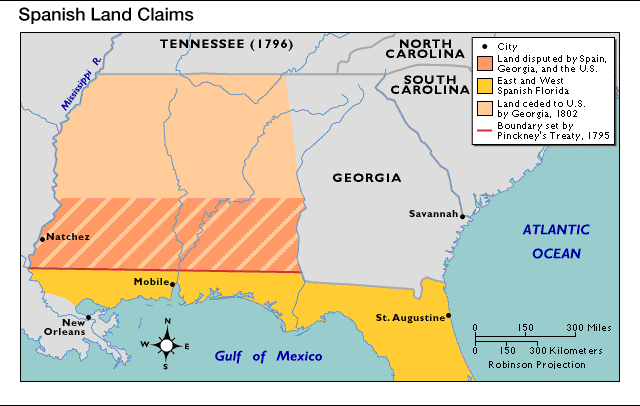 Spanish Land Claims
TENNESSEE (1796)
NORTH
CAROLINA
SOUTH
CAROLINA
City
Land disputed by Spain,
Georgia, and the U.S.
East and West
Spanish Florida
Land ceded to U.S.
by Georgia, 1802
Boundary set by
Pinckney's Treaty, 1795
Mississippi R.
GEORGIA
Savannah
ATLANTIC
OCEAN
Natchez
Mobile
St. Augustine
New
Orleans
N
W
E
S
Gulf of Mexico
0 150 300 Miles
0 150 300 Kilometers
Robinson Projection